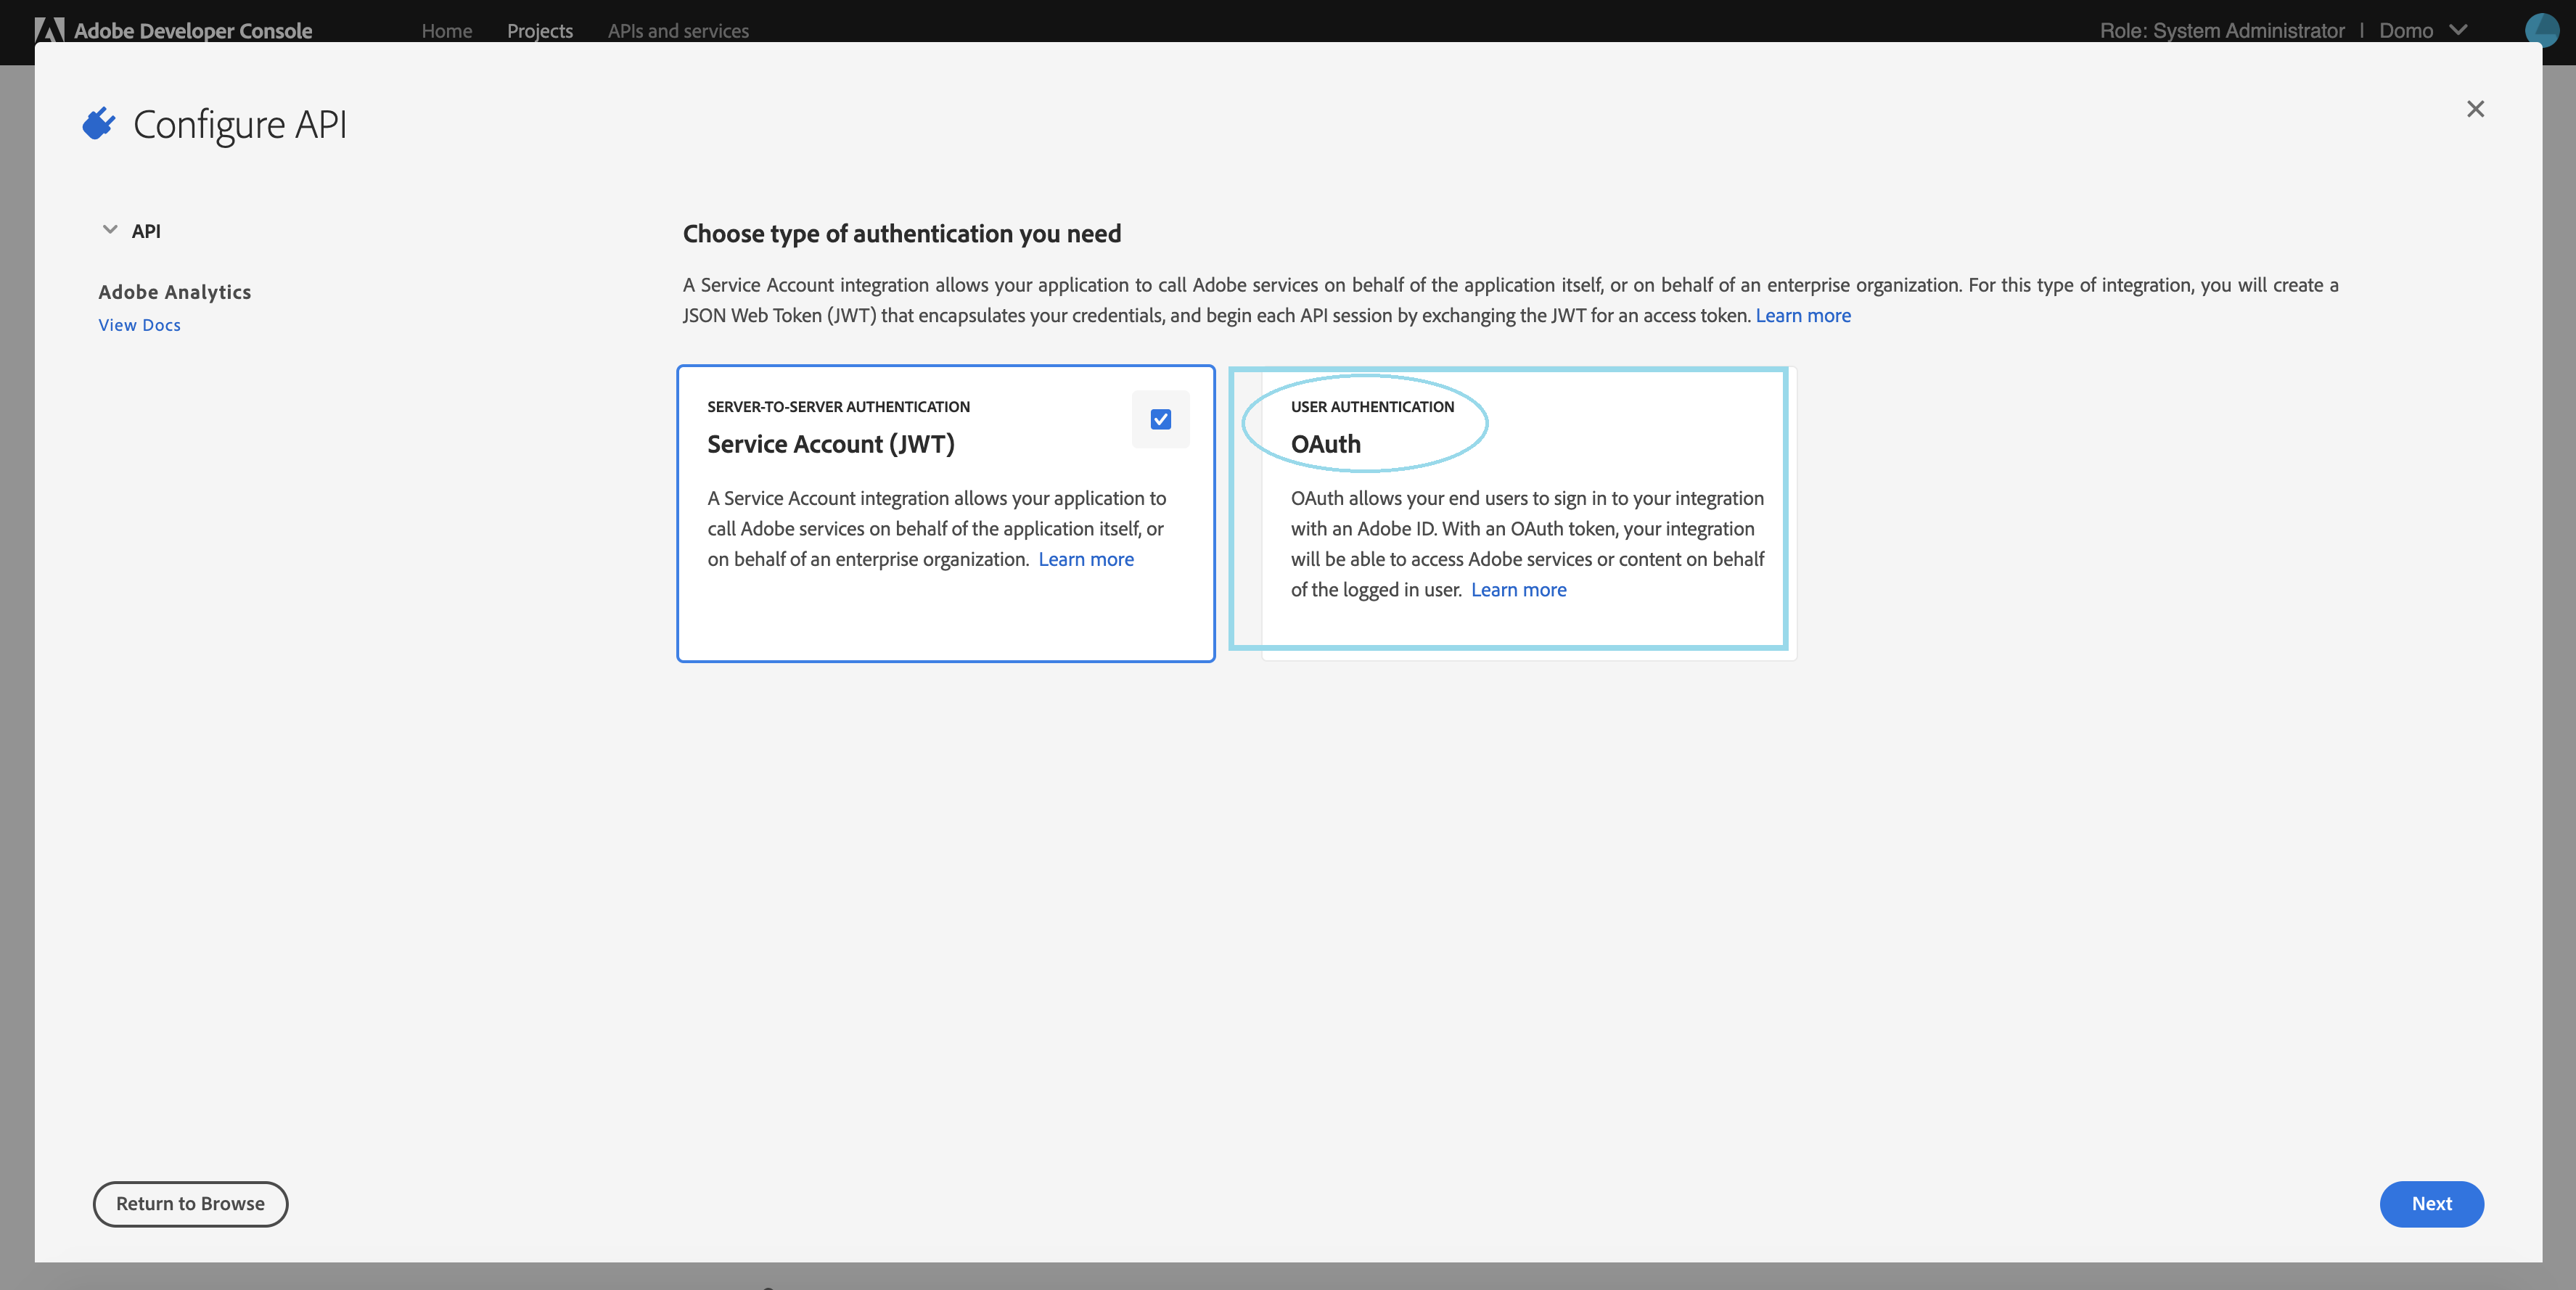 Adobe Developer Console Home Projects APIs and services Role: System Administrator | Domo
Configure API
API
Adobe Analytics
View Docs
Choose type of authentication you need
A Service Account integration allows your application to call Adobe services on behalf of the application itself, or on behalf of an enterprise organization. For this type of integration, you will create a
JSON Web Token (JWT) that encapsulates your credentials, and begin each API session by exchanging the JWT for an access token. Learn more
SERVER-TO-SERVER AUTHENTICATION
Service Account (JWT)
A Service Account integration allows your application to
call Adobe services on behalf of the application itself, or
on behalf of an enterprise organization. Learn more
USER AUTHENTICATION
OAuth
OAuth allows your end users to sign in to your integration
with an Adobe ID. With an OAuth token, your integration
will be able to access Adobe services or content on behalf
of the logged in user. Learn more
Return to Browse
Next